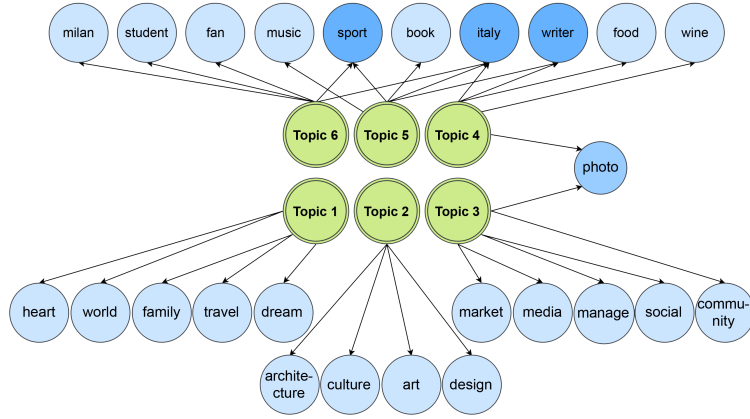 milan
student
fan
music
sport
book
italy
writer
food
wine
Topic 6
Topic 5
Topic 4
photo
Topic 1
Topic 2
Topic 3
heart
world
family
travel
dream
market
media
manage
social
commu-
nity
archite-
cture
culture
art
design